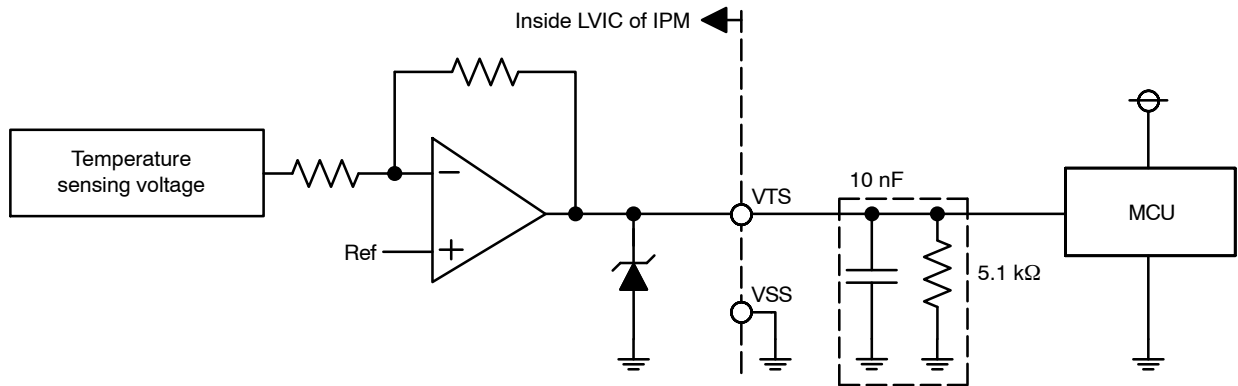 Inside LVIC of IPM
Temperature
sensing voltage
−
+
Ref
VTS
VSS
10 nF
5.1 kΩ
MCU